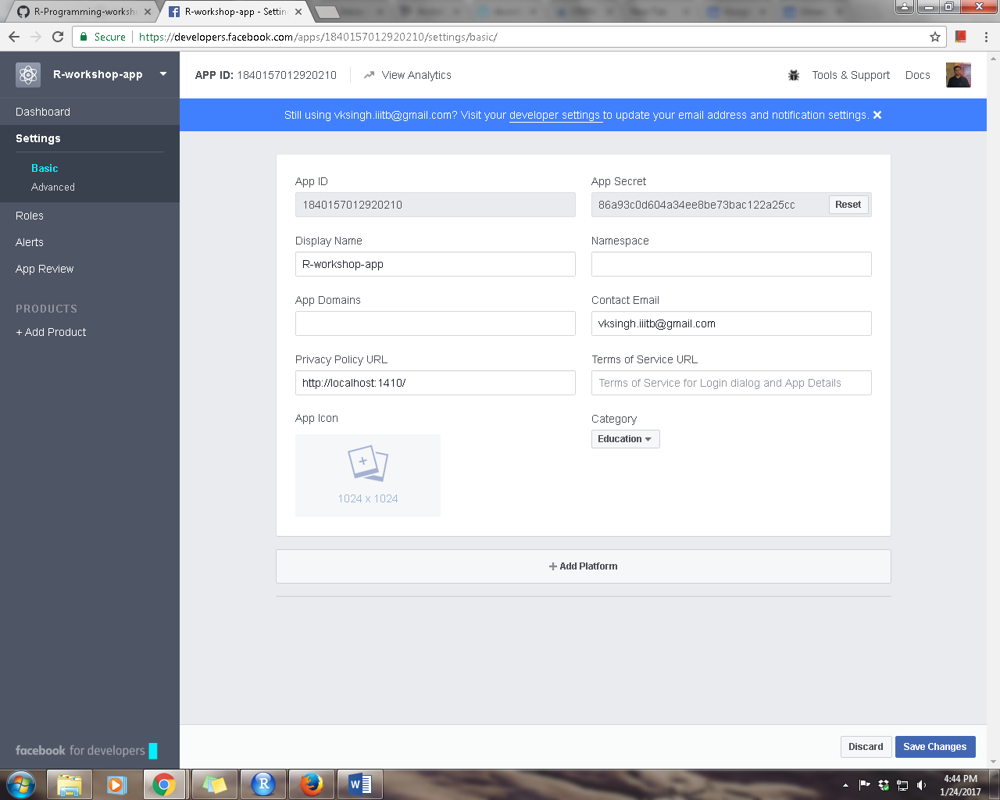 R-Programming-worksh
R-workshop-app - Settin
Secure
https://developers.facebook.com/apps/1840157012920210/settings/basic/
R-workshop-app
APP ID: 1840157012920210
View Analytics
Tools & Support
Docs
Dashboard
Still using vksingh.iiitb@gmail.com? Visit your developer settings to update your email address and notification settings.
Settings
Basic
Advanced
Roles
Alerts
App Review
PRODUCTS
+ Add Product
App ID
App Secret
1840157012920210
86a93c0d604a34ee8be73bac122a25cc
Reset
Display Name
Namespace
R-workshop-app
App Domains
Contact Email
vksingh.iiitb@gmail.com
Privacy Policy URL
Terms of Service URL
http://localhost:1410/
Terms of Service for Login dialog and App Details
App Icon
Category
Education
1024 x 1024
+ Add Platform
Discard
Save Changes
facebook for developers
4:44 PM
1/24/2017